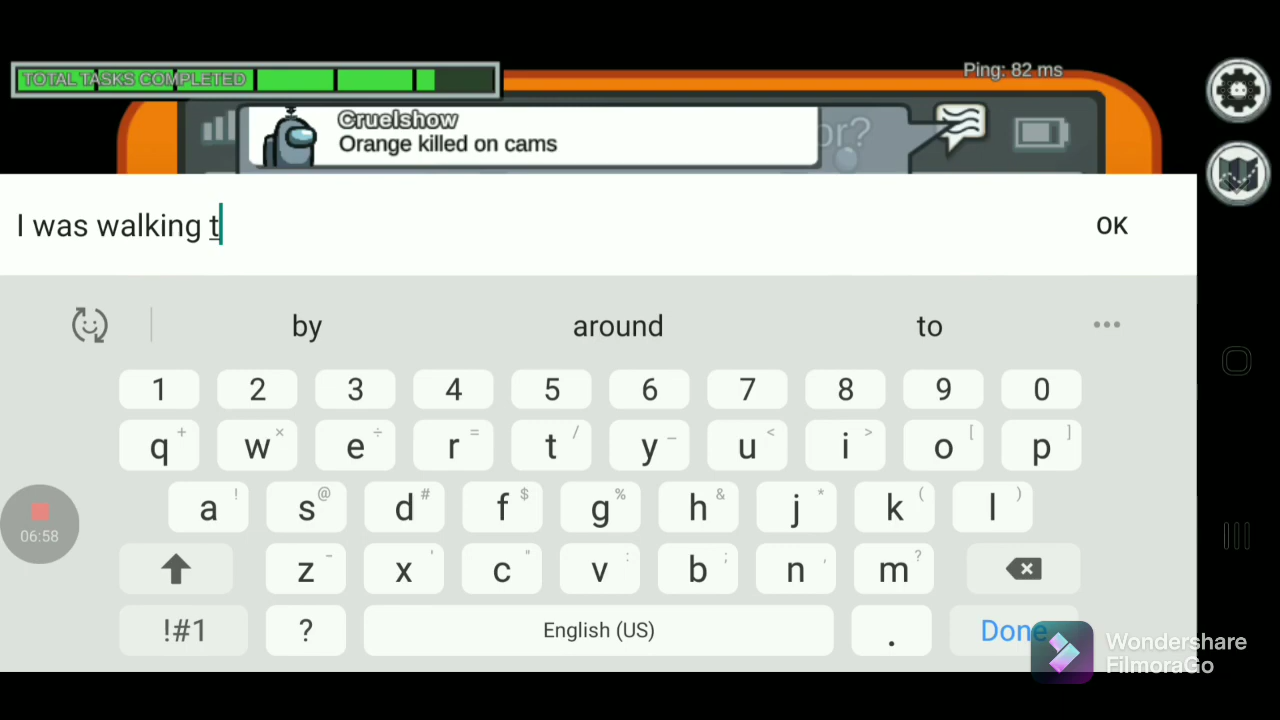 TOTAL TASKS COMPLETED
Ping: 82 ms
Cruelshow
Orange killed on cams
or?
I was walking t
OK
by around to
1 2 3 4 5 6 7 8 9 0
q + w × e ÷ r = t / y _ u < i > o [ p ]
a ! s @ d # f $ g % h & j * k ( l )
z - x ' c " v : b ; n , m ?
06:58
!#1 ? English (US) . Done
Wondershare
FilmoraGo